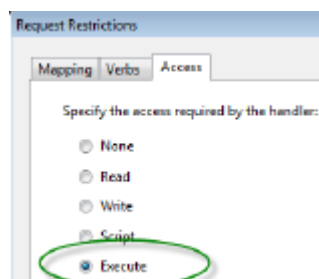 Request Restrictions
Mapping Verbs Access
Specify the access required by the handler:
None
Read
Write
Script
Execute